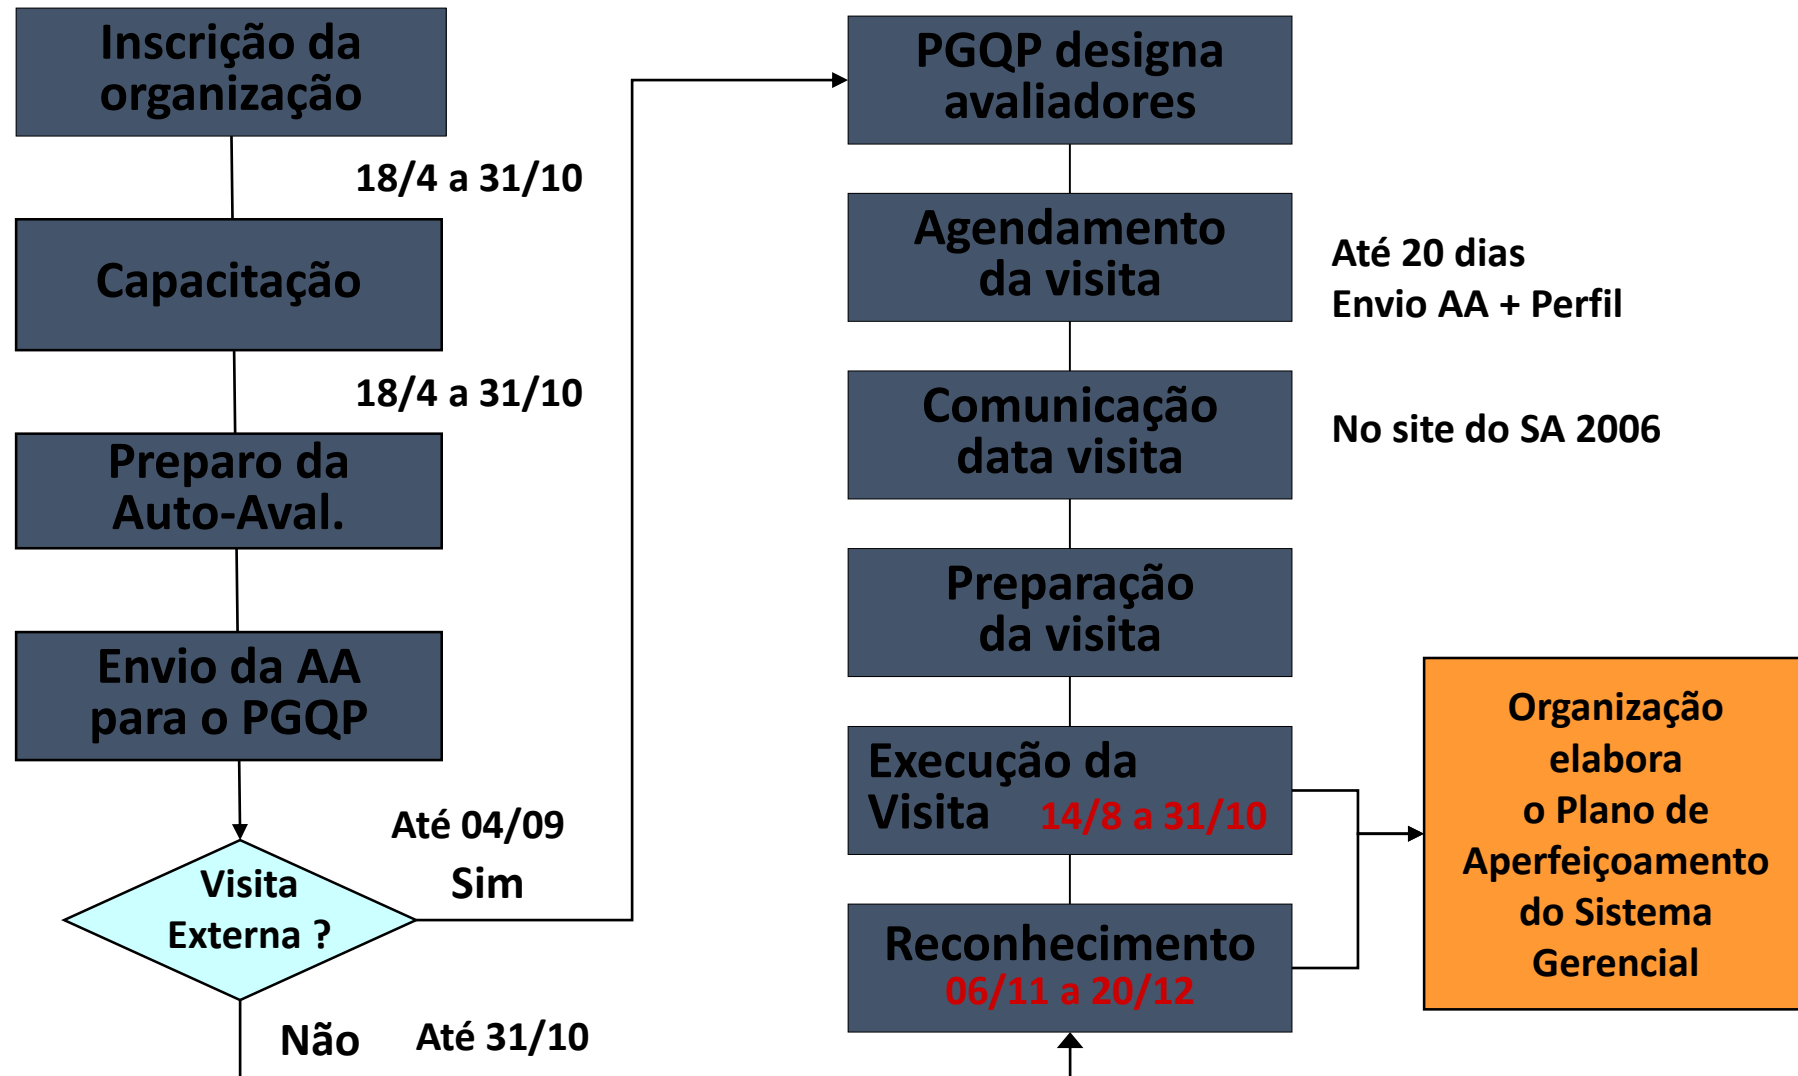 Inscrição da
organização
18/4 a 31/10
Capacitação
18/4 a 31/10
Preparo da
Auto-Aval.
Envio da AA
para o PGQP
Até 04/09
Sim
Visita
Externa ?
Não
Até 31/10
PGQP designa
avaliadores
Agendamento
da visita
Até 20 dias
Envio AA + Perfil
Comunicação
data visita
No site do SA 2006
Preparação
da visita
Execução da
Visita 14/8 a 31/10
Reconhecimento
06/11 a 20/12
Organização
elabora
o Plano de
Aperfeiçoamento
do Sistema
Gerencial